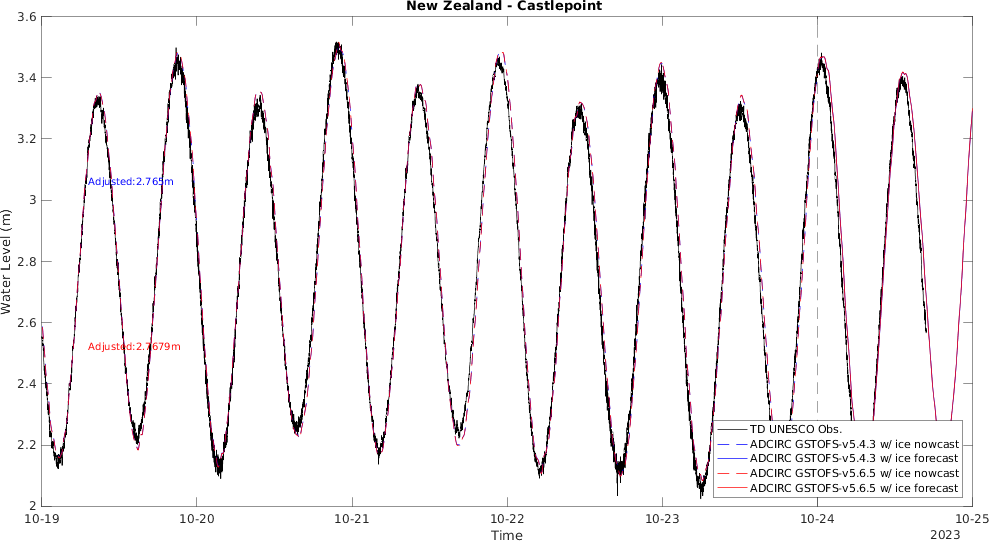 New Zealand - Castlepoint
3.6
3.4
3.2
3
2.8
2.6
2.4
2.2
2
Water Level (m)
Adjusted:2.765m
Adjusted:2.7679m
TD UNESCO Obs.
ADCIRC GSTOFS-v5.4.3 w/ ice nowcast
ADCIRC GSTOFS-v5.4.3 w/ ice forecast
ADCIRC GSTOFS-v5.6.5 w/ ice nowcast
ADCIRC GSTOFS-v5.6.5 w/ ice forecast
10-19 10-20 10-21 10-22 10-23 10-24 10-25
Time
2023